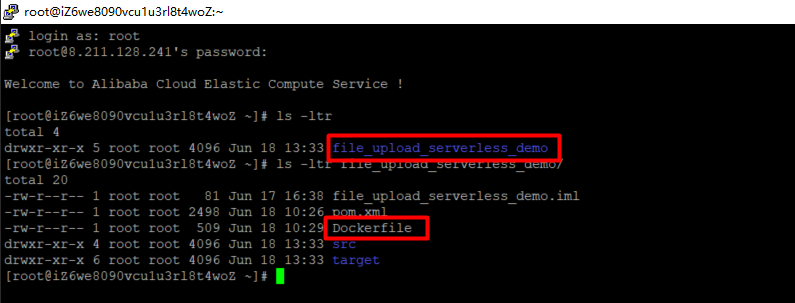 root@iZ6we8090vcu1u3rl8t4woZ:~
login as: root
root@8.211.128.241's password:
Welcome to Alibaba Cloud Elastic Compute Service !
[root@iZ6we8090vcu1u3rl8t4woZ ~]# ls -ltr
total 4
drwxr-xr-x 5 root root 4096 Jun 18 13:33 file_upload_serverless_demo
[root@iZ6we8090vcu1u3rl8t4woZ ~]# ls -ltr file_upload_serverless_demo/
total 20
-rw-r--r-- 1 root root   81 Jun 17 16:38 file_upload_serverless_demo.iml
-rw-r--r-- 1 root root 2498 Jun 18 10:26 pom.xml
-rw-r--r-- 1 root root  509 Jun 18 10:29 Dockerfile
drwxr-xr-x 4 root root 4096 Jun 18 13:33 src
drwxr-xr-x 6 root root 4096 Jun 18 13:33 target
[root@iZ6we8090vcu1u3rl8t4woZ ~]#